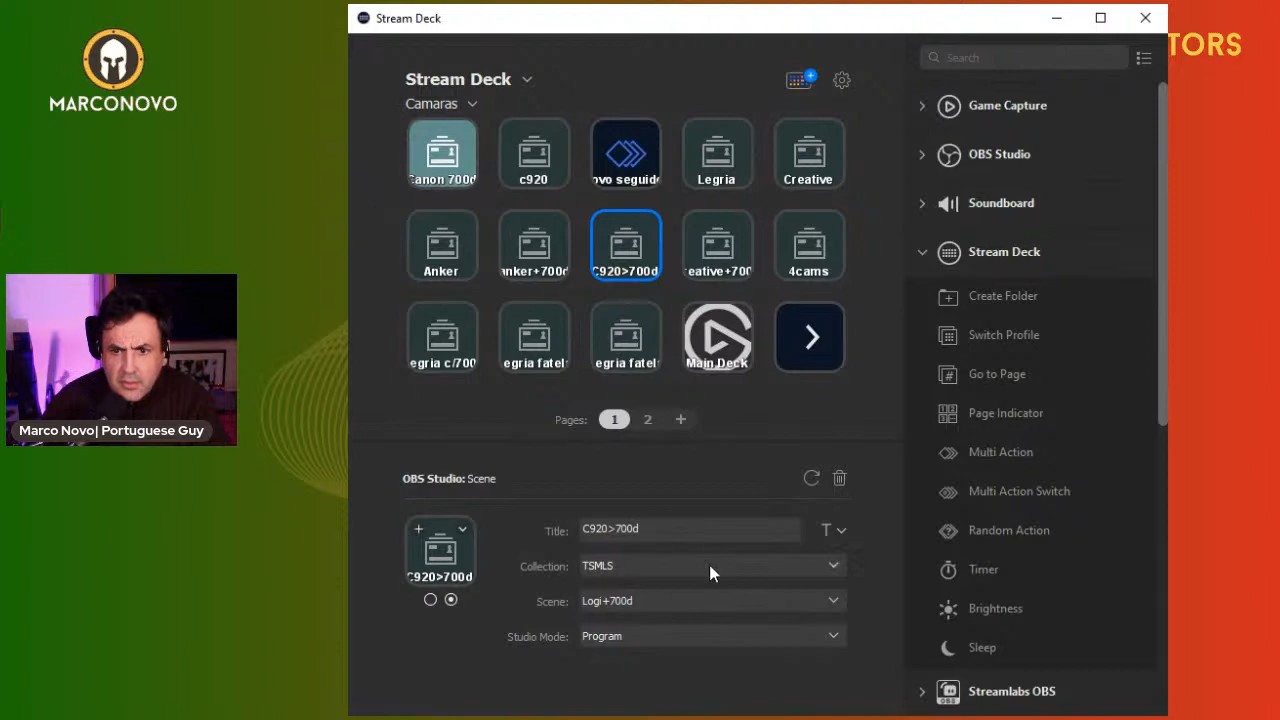 Stream Deck
TORS
MARCONOVO
Stream Deck
Camaras
Search
Canon 700d
c920
ovo seguido
Legria
Creative
Anker
anker+700d
C920>700d
reative+700
4cams
egria c/700
egria fatel
egria fatel
Main Deck
Pages:
1
2
+
Game Capture
OBS Studio
Soundboard
Stream Deck
Create Folder
Switch Profile
Go to Page
Page Indicator
Multi Action
Multi Action Switch
Random Action
Timer
Brightness
Sleep
Streamlabs OBS
Marco Novo| Portuguese Guy
OBS Studio: Scene
C920>700d
Title:
C920>700d
T
Collection:
TSMLS
Scene:
Logi+700d
Studio Mode:
Program